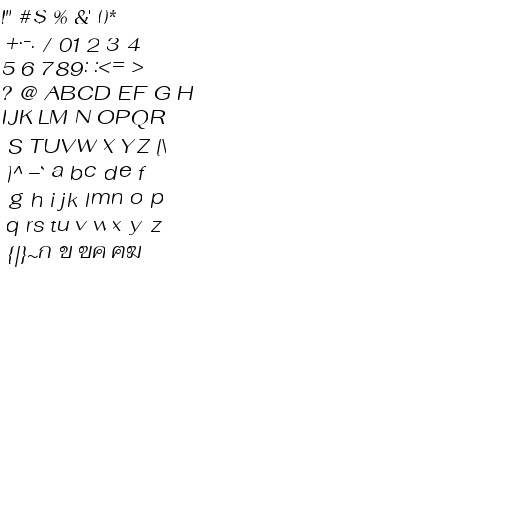 !" #$ % &' ()*
+,-. / 01 2 3 4
5 6 789: ;<= >
? @ ABCD EF G H
IJK LM N OPQR
S TUVW X YZ [\
]^ _` a bc de f
g h i jk lmn o p
q rs tu v wx y z
{|}~ก ข ฃค ฅฆ